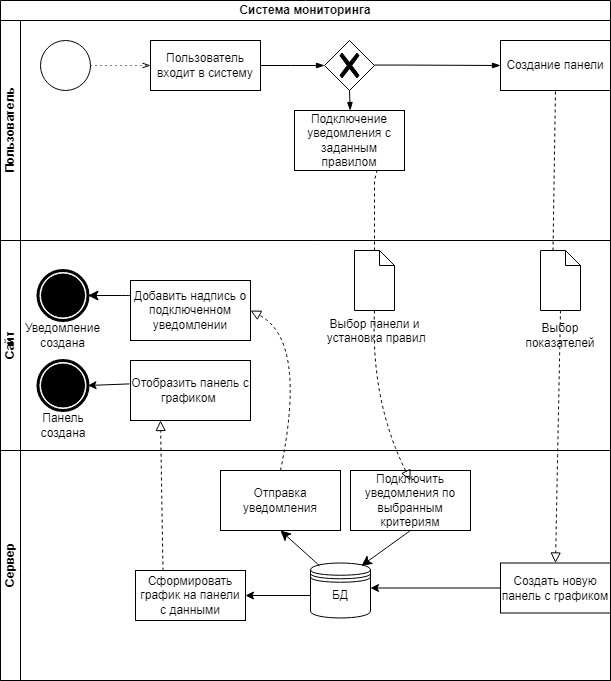 Система мониторинга
Пользователь
Пользователь
входит в систему
Создание панели
Подключение
уведомления с
заданным
правилом
Сайт
Добавить надпись о
подключенном
уведомлении
Уведомление
создана
Выбор панели и
установка правил
Выбор
показателей
Отобразить панель с
графиком
Панель
создана
Сервер
Отправка
уведомления
Подключить
уведомления по
выбранным
критериям
Сформировать
график на панели
с данными
БД
Создать новую
панель с графиком